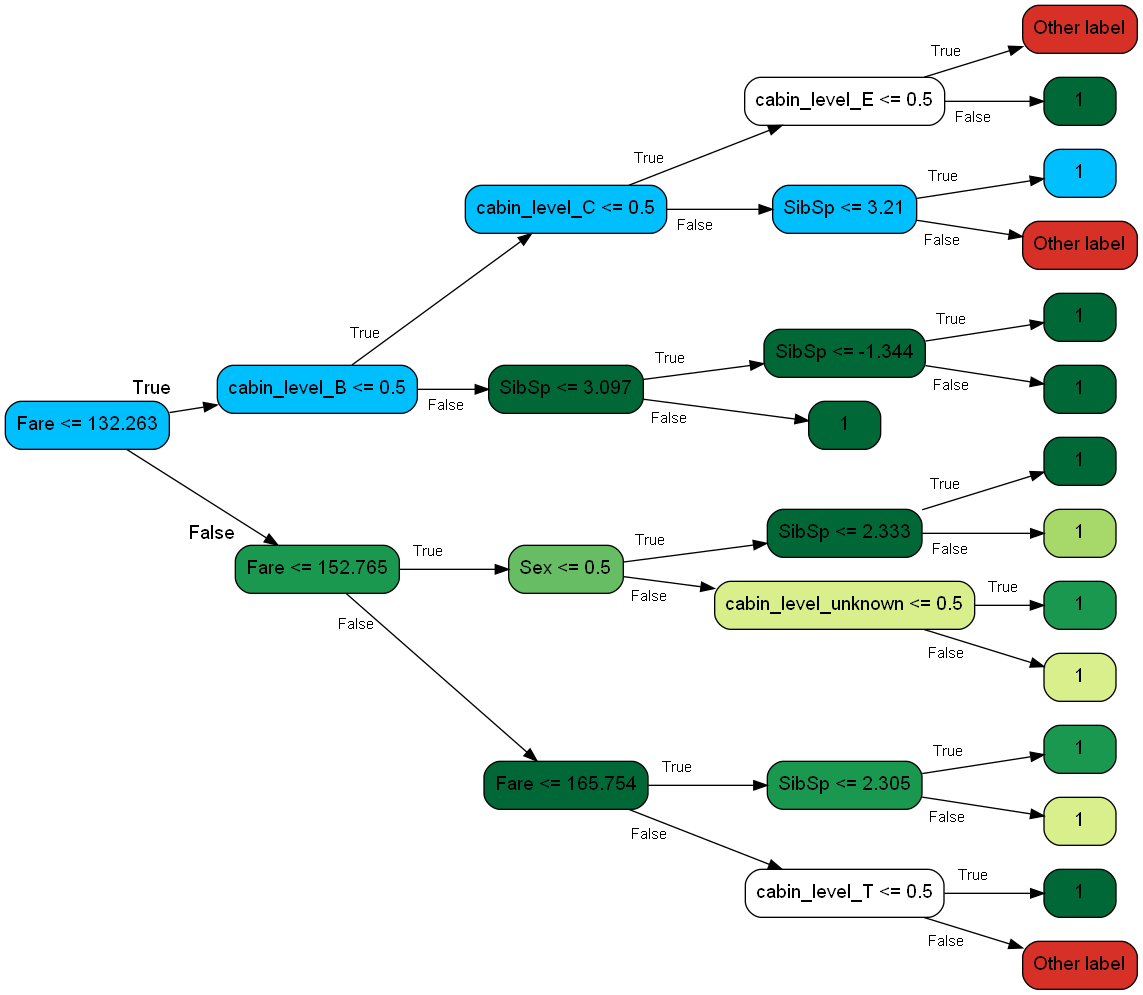 Other label
True
cabin_level_E <= 0.5
1
False
True
True
1
cabin_level_C <= 0.5
SibSp <= 3.21
False
False
Other label
1
True
True
SibSp <= -1.344
True
True
cabin_level_B <= 0.5
SibSp <= 3.097
False
1
False
False
Fare <= 132.263
1
1
True
False
SibSp <= 2.333
1
True
False
True
Fare <= 152.765
Sex <= 0.5
True
False
cabin_level_unknown <= 0.5
1
False
False
1
1
True
True
Fare <= 165.754
SibSp <= 2.305
False
1
False
True
cabin_level_T <= 0.5
1
False
Other label